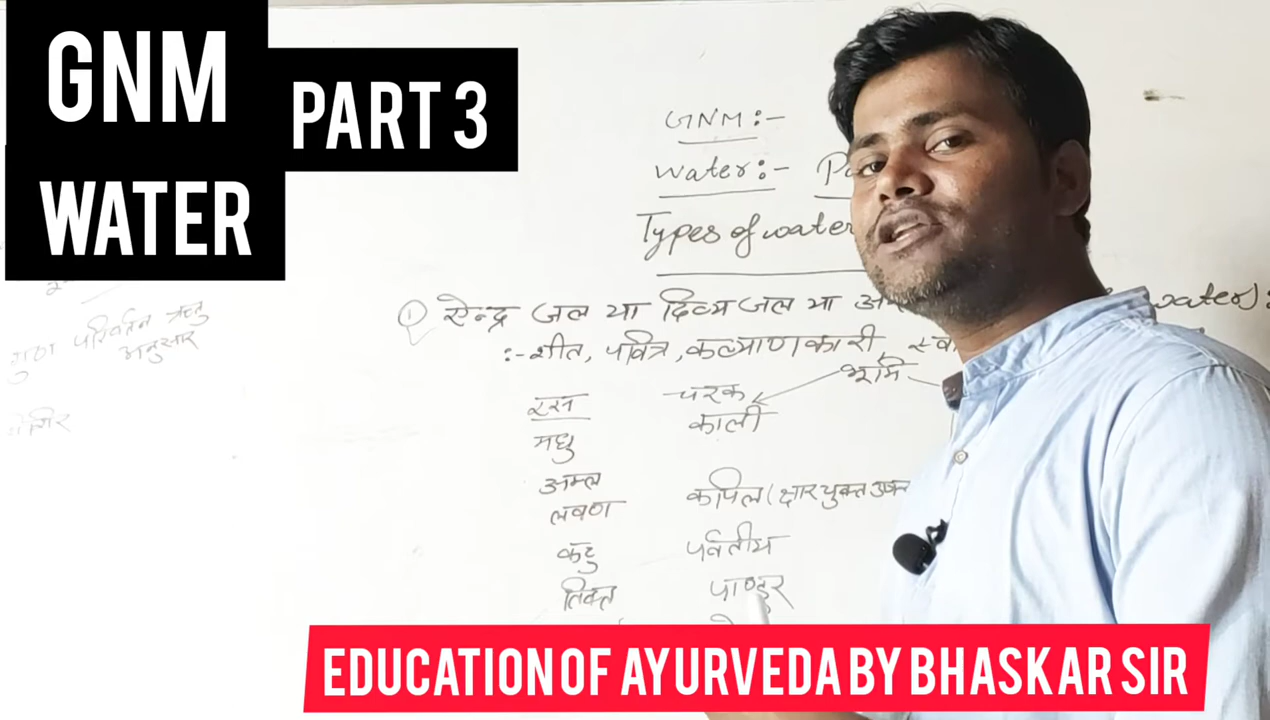 GNM
PART 3
WATER
GNM:-
Water:-
Types of water
गुण परिवर्तन ऋतु
अनुसार
① ऐन्द्र जल या दिव्य जल या water):
:- शीत, पवित्र, कल्याणकारी,
भूमि
रस चरक
मधु काली
अम्ल
लवण कपिल (क्षार युक्त
कटु पर्वतीय
तिक्त पाण्डुर
EDUCATION OF AYURVEDA BY BHASKAR SIR